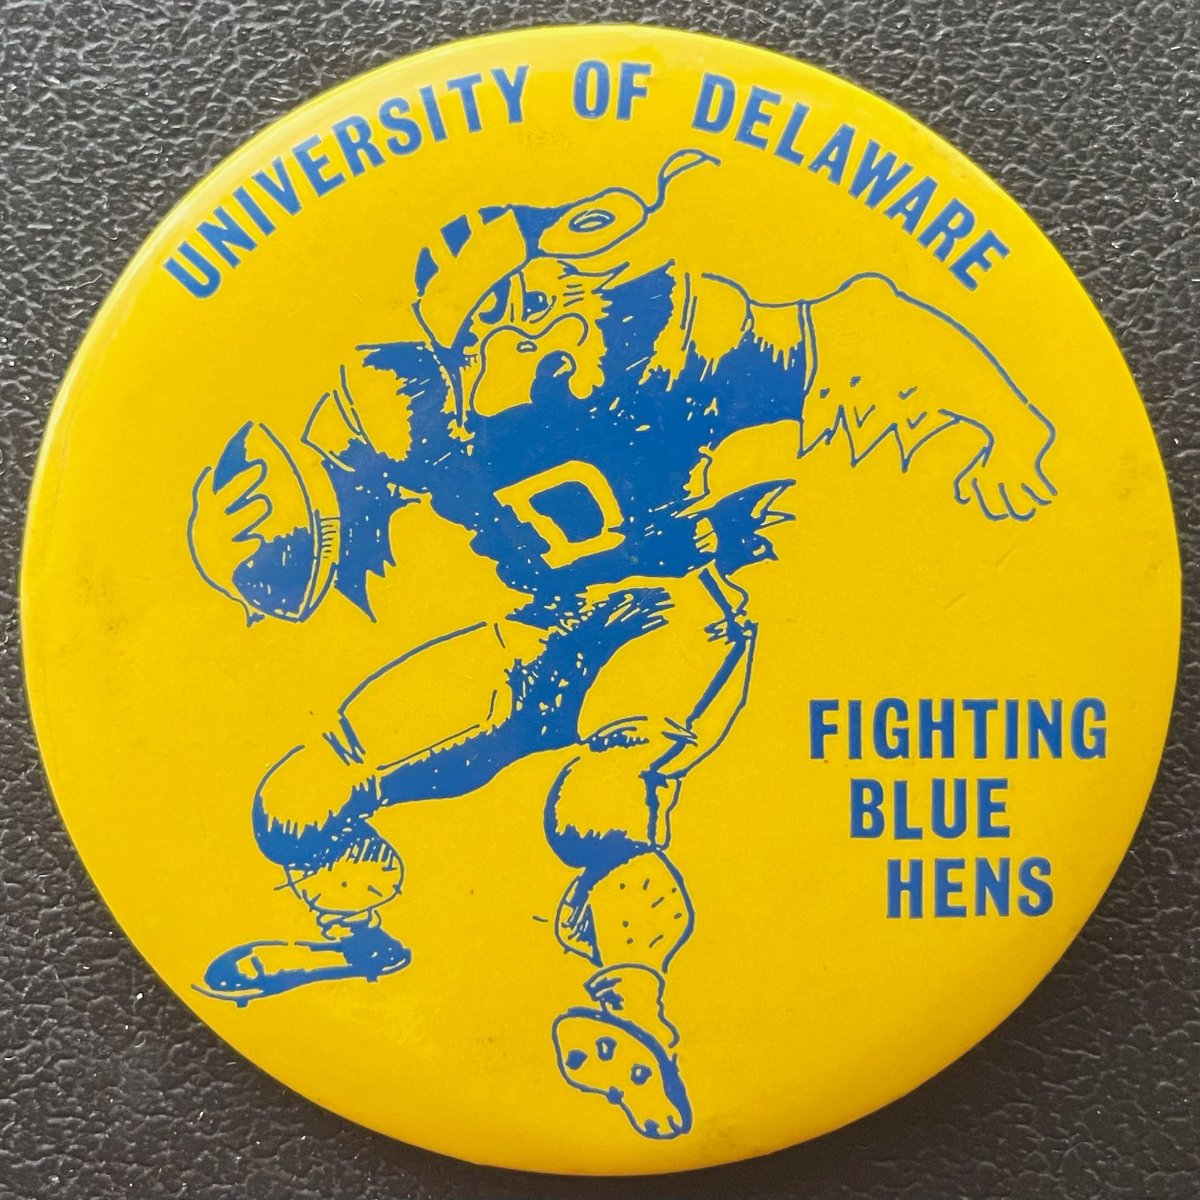 UNIVERSITY OF DELAWARE
D
FIGHTING
BLUE
HENS